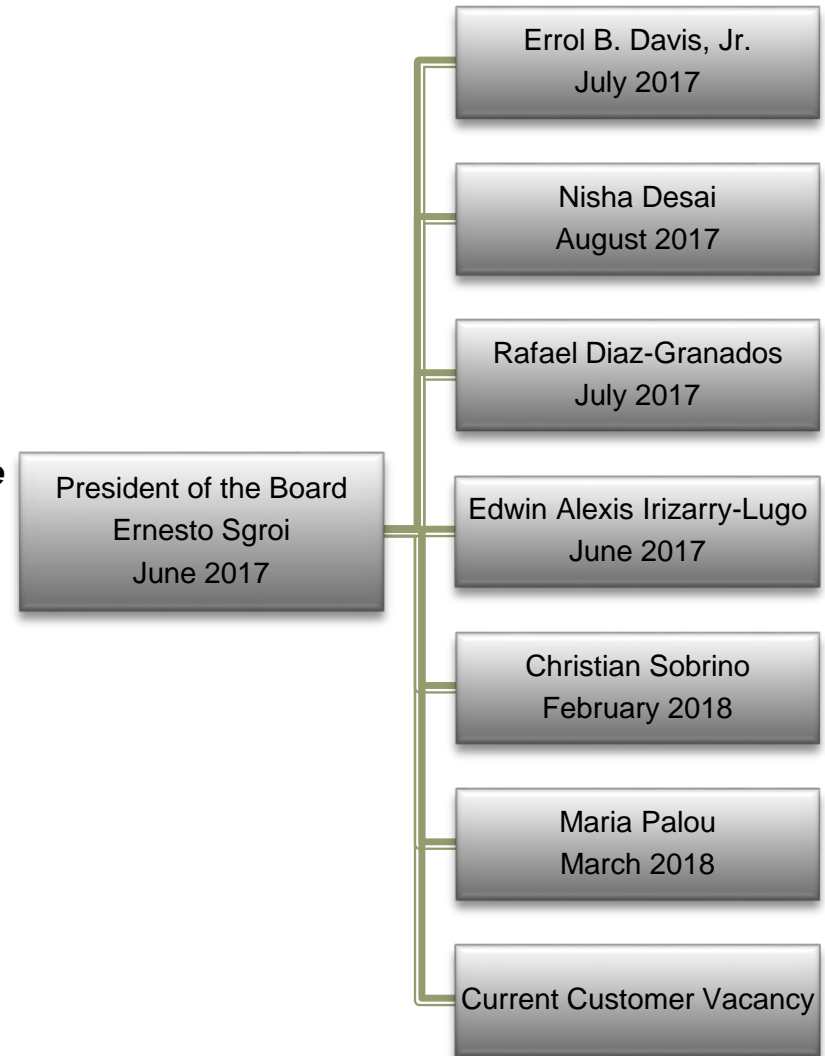 Errol B. Davis, Jr.
July 2017
Nisha Desai
August 2017
Rafael Diaz-Granados
July 2017
President of the Board
Ernesto Sgroi
June 2017
Edwin Alexis Irizarry-Lugo
June 2017
Christian Sobrino
February 2018
Maria Palou
March 2018
Current Customer Vacancy